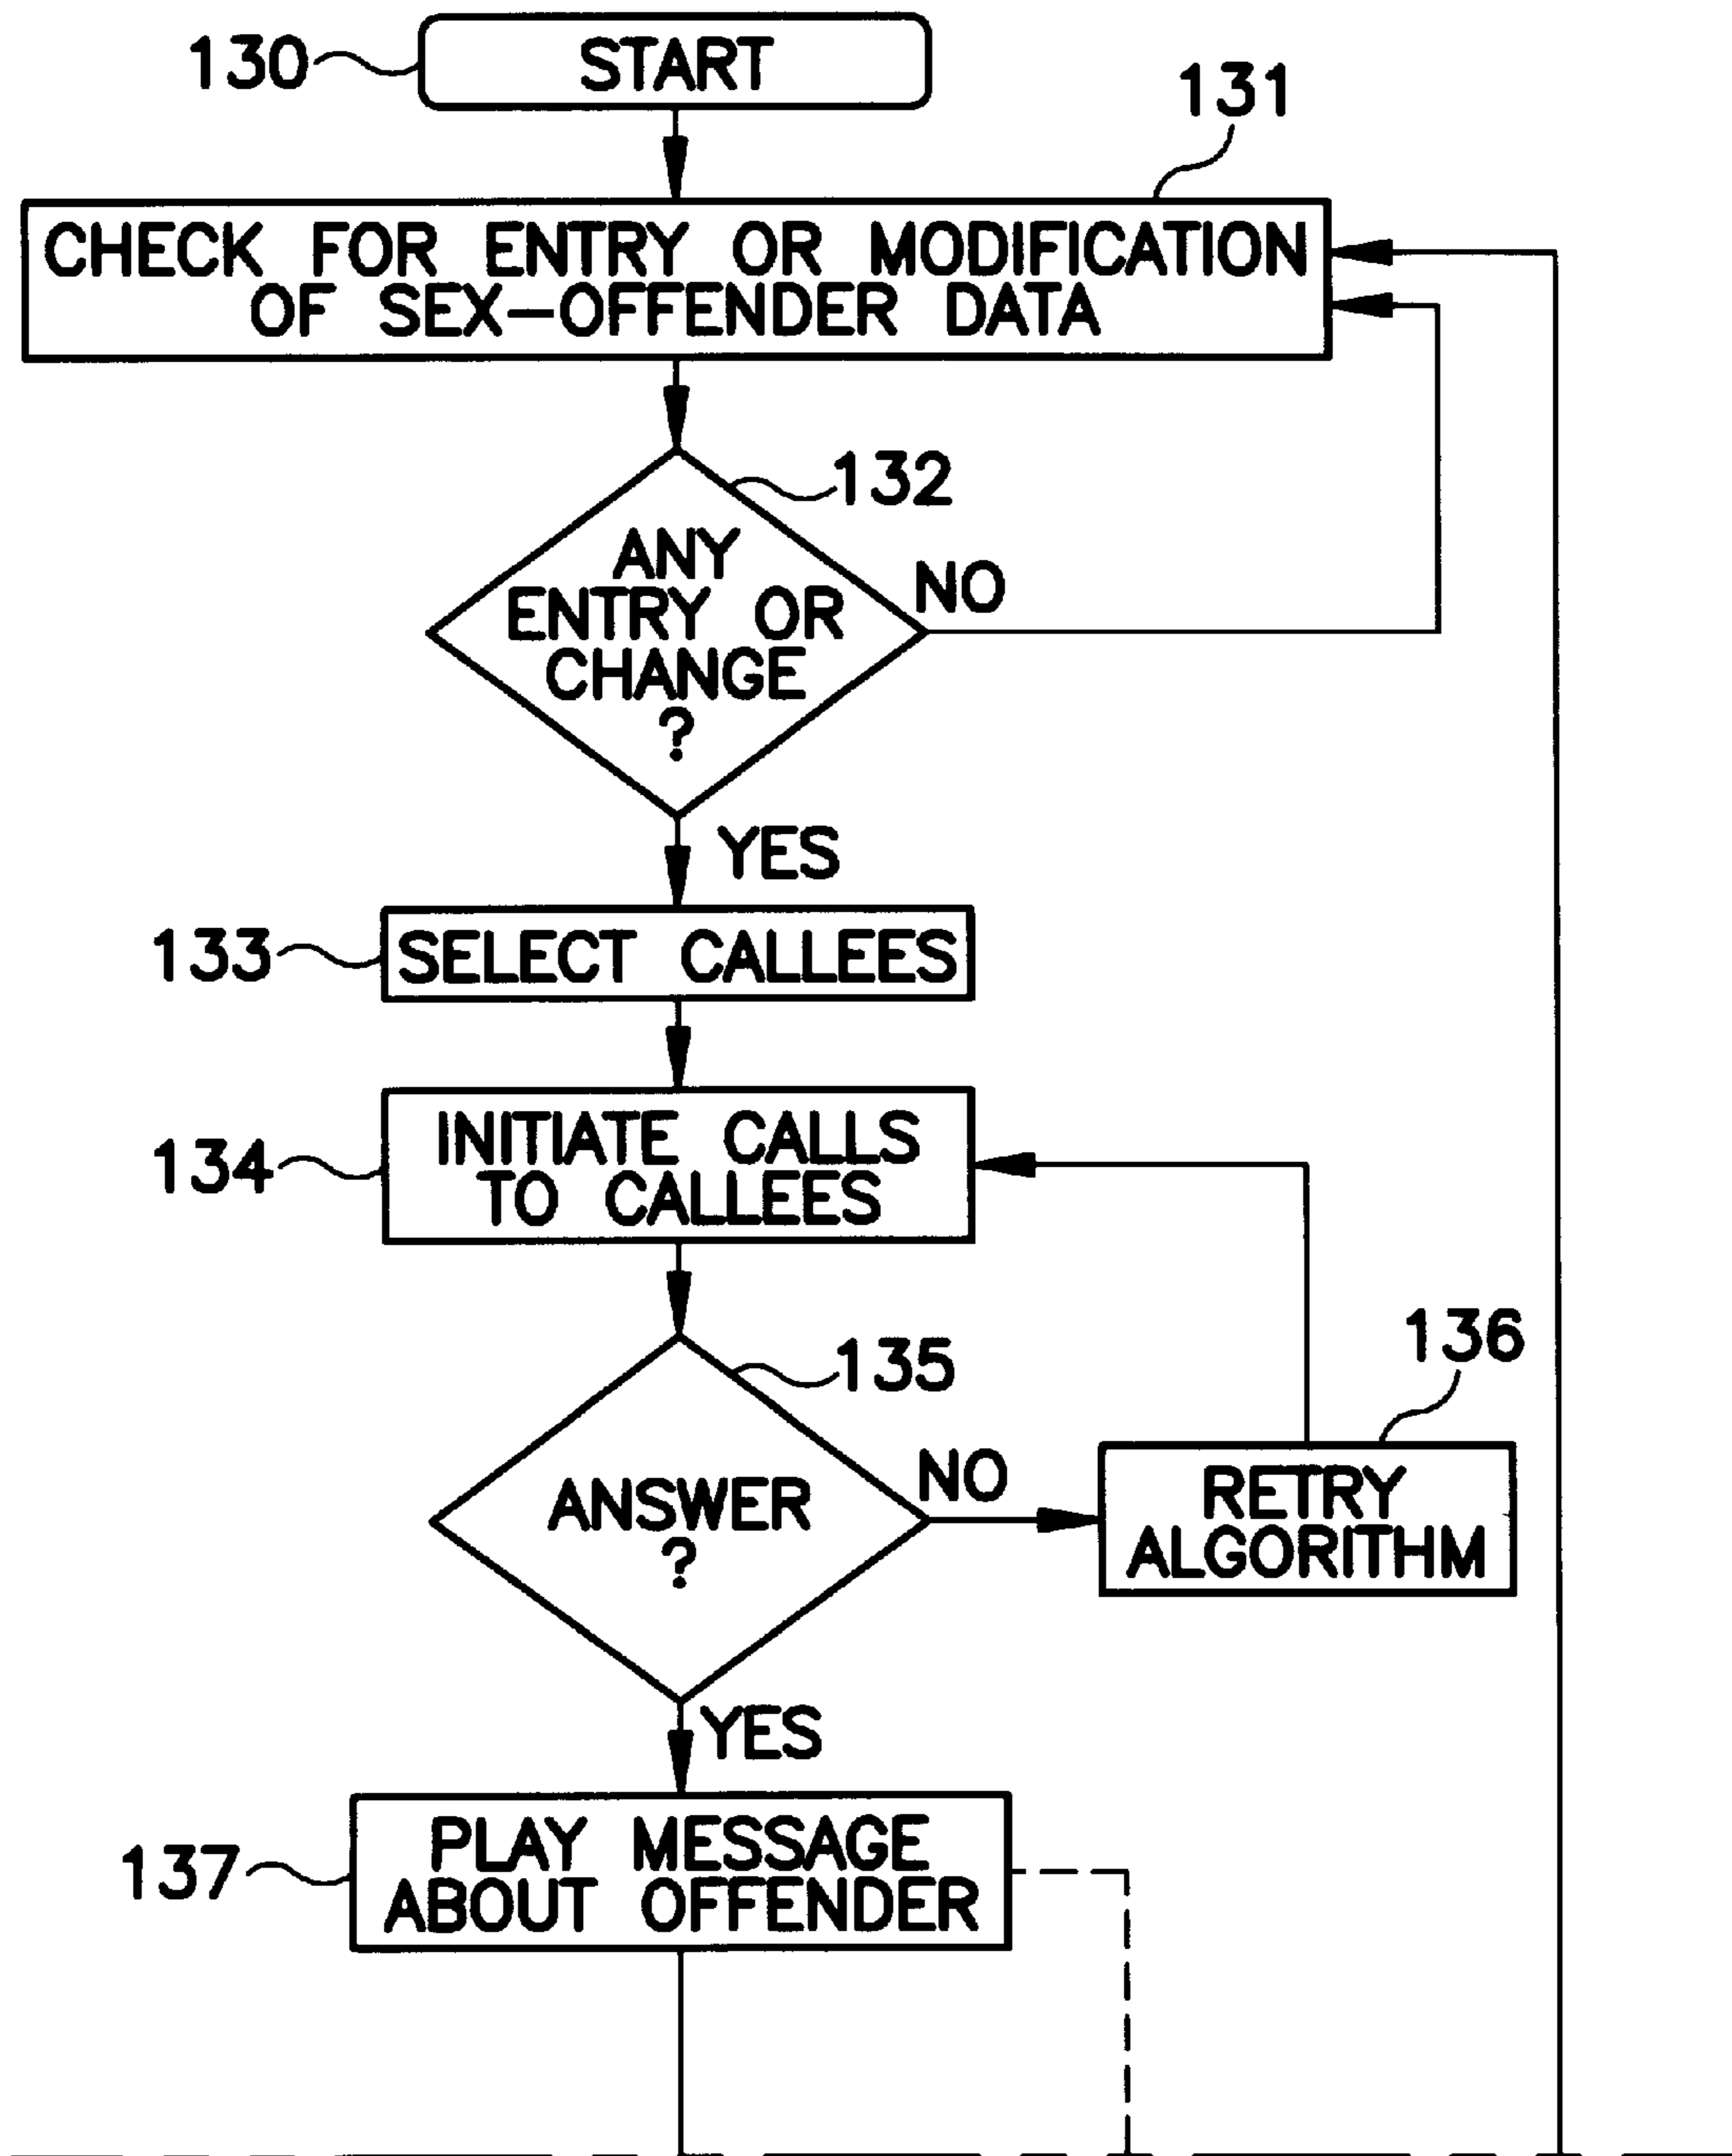 130
START
131
CHECK FOR ENTRY OR MODIFICATION
OF SEX-OFFENDER DATA
132
ANY
ENTRY OR
CHANGE
?
NO
YES
133
SELECT CALLEES
134
INITIATE CALLS
TO CALLEES
135
136
ANSWER
?
NO
RETRY
ALGORITHM
YES
137
PLAY MESSAGE
ABOUT OFFENDER